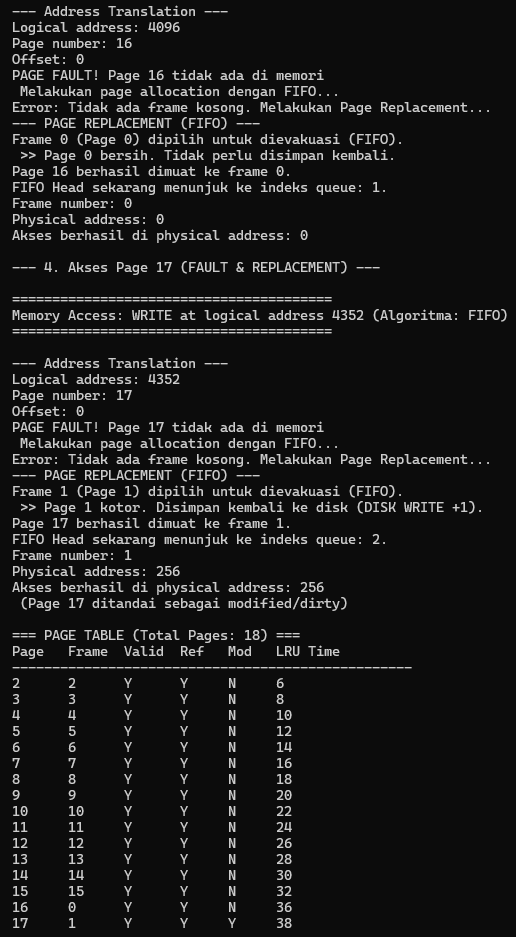 --- Address Translation ---
Logical address: 4096
Page number: 16
Offset: 0
PAGE FAULT! Page 16 tidak ada di memori
 Melakukan page allocation dengan FIFO...
Error: Tidak ada frame kosong. Melakukan Page Replacement...
--- PAGE REPLACEMENT (FIFO) ---
Frame 0 (Page 0) dipilih untuk dievakuasi (FIFO).
 >> Page 0 bersih. Tidak perlu disimpan kembali.
Page 16 berhasil dimuat ke frame 0.
FIFO Head sekarang menunjuk ke indeks queue: 1.
Frame number: 0
Physical address: 0
Akses berhasil di physical address: 0

--- 4. Akses Page 17 (FAULT & REPLACEMENT) ---

========================================
Memory Access: WRITE at logical address 4352 (Algoritma: FIFO)
========================================

--- Address Translation ---
Logical address: 4352
Page number: 17
Offset: 0
PAGE FAULT! Page 17 tidak ada di memori
 Melakukan page allocation dengan FIFO...
Error: Tidak ada frame kosong. Melakukan Page Replacement...
--- PAGE REPLACEMENT (FIFO) ---
Frame 1 (Page 1) dipilih untuk dievakuasi (FIFO).
 >> Page 1 kotor. Disimpan kembali ke disk (DISK WRITE +1).
Page 17 berhasil dimuat ke frame 1.
FIFO Head sekarang menunjuk ke indeks queue: 2.
Frame number: 1
Physical address: 256
Akses berhasil di physical address: 256
 (Page 17 ditandai sebagai modified/dirty)

=== PAGE TABLE (Total Pages: 18) ===
Page   Frame  Valid  Ref   Mod   LRU Time
--------------------------------------------------
2      2      Y      Y     N     6
3      3      Y      Y     N     8
4      4      Y      Y     N     10
5      5      Y      Y     N     12
6      6      Y      Y     N     14
7      7      Y      Y     N     16
8      8      Y      Y     N     18
9      9      Y      Y     N     20
10     10     Y      Y     N     22
11     11     Y      Y     N     24
12     12     Y      Y     N     26
13     13     Y      Y     N     28
14     14     Y      Y     N     30
15     15     Y      Y     N     32
16     0      Y      Y     N     36
17     1      Y      Y     Y     38